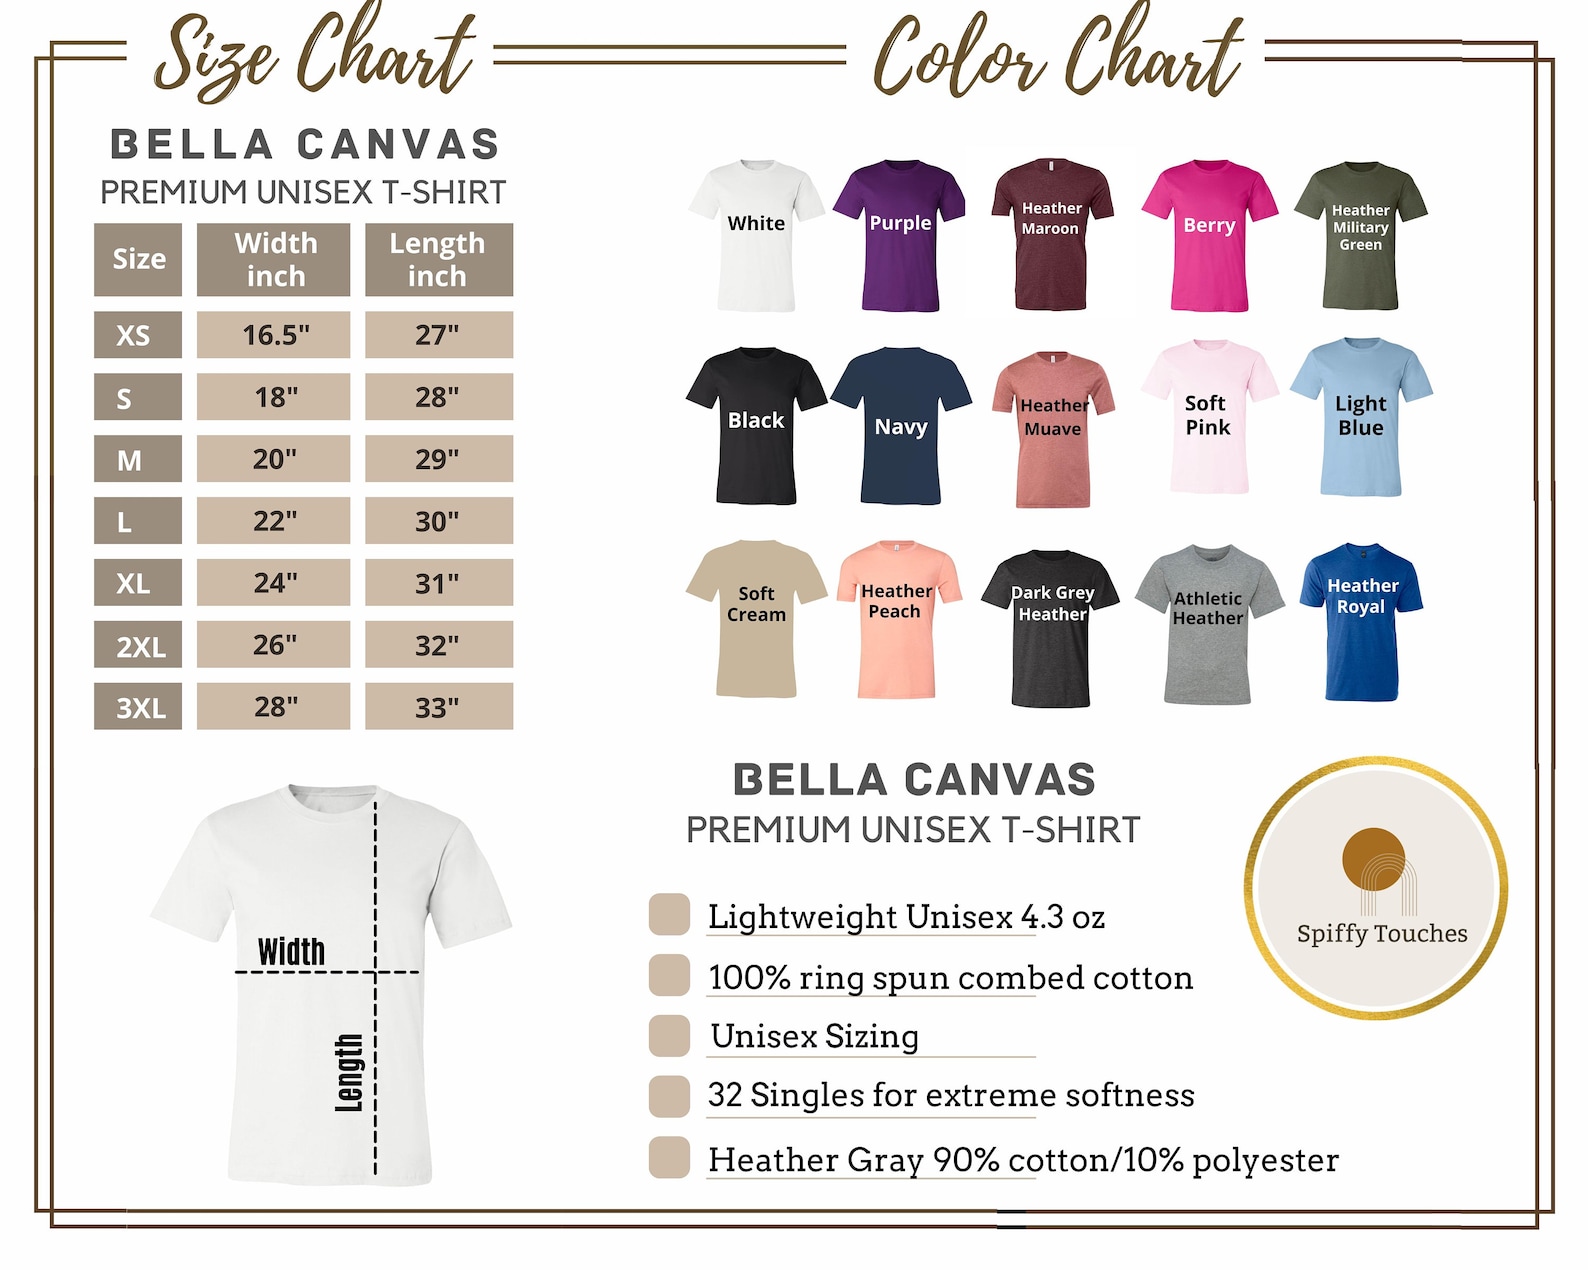 Size Chart
Color Chart
BELLA CANVAS
PREMIUM UNISEX T-SHIRT
Size
Width
inch
Length
inch
XS 16.5" 27"
S 18" 28"
M 20" 29"
L 22" 30"
XL 24" 31"
2XL 26" 32"
3XL 28" 33"
Width
Length
White
Purple
Heather
Maroon
Berry
Heather
Military
Green
Black
Navy
Heather
Muave
Soft
Pink
Light
Blue
Soft
Cream
Heather
Peach
Dark Grey
Heather
Athletic
Heather
Heather
Royal
BELLA CANVAS
PREMIUM UNISEX T-SHIRT
Lightweight Unisex 4.3 oz
100% ring spun combed cotton
Unisex Sizing
32 Singles for extreme softness
Heather Gray 90% cotton/10% polyester
Spiffy Touches